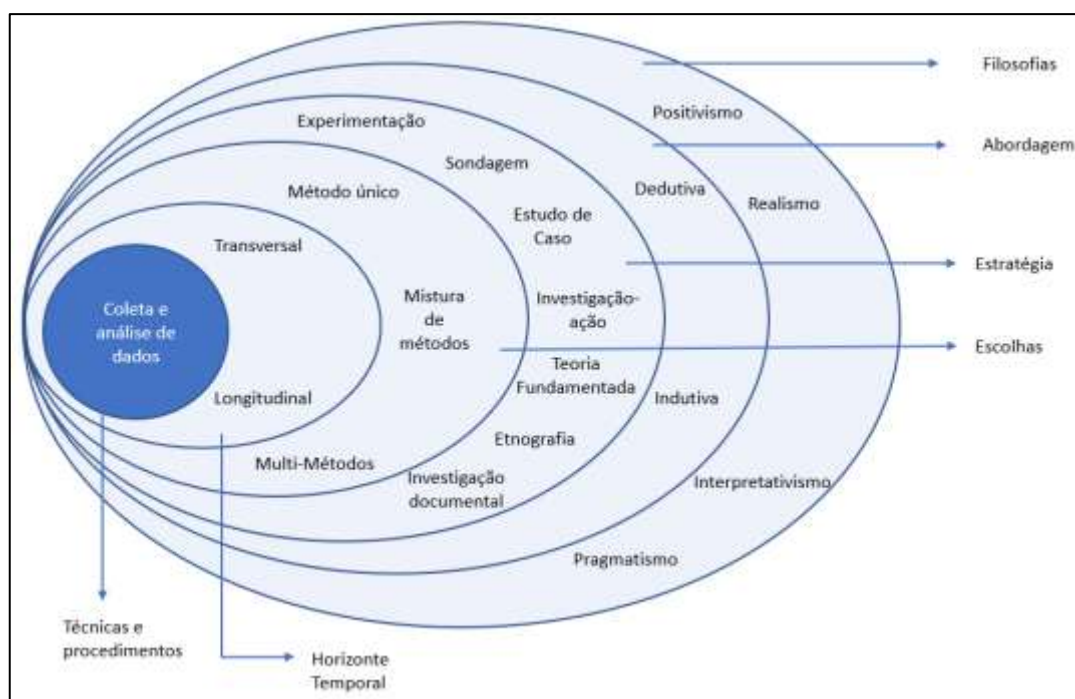 Filosofias
Positivismo
Experimentação
Abordagem
Sondagem
Dedutiva
Método único
Realismo
Estudo de
Caso
Transversal
Estratégia
Coleta e
análise de
dados
Mistura
de
métodos
Investigação-
ação
Escolhas
Teoria
Fundamentada
Longitudinal
Indutiva
Etnografia
Multi-Métodos
Investigação
documental
Interpretativismo
Pragmatismo
Técnicas e
procedimentos
Horizonte
Temporal